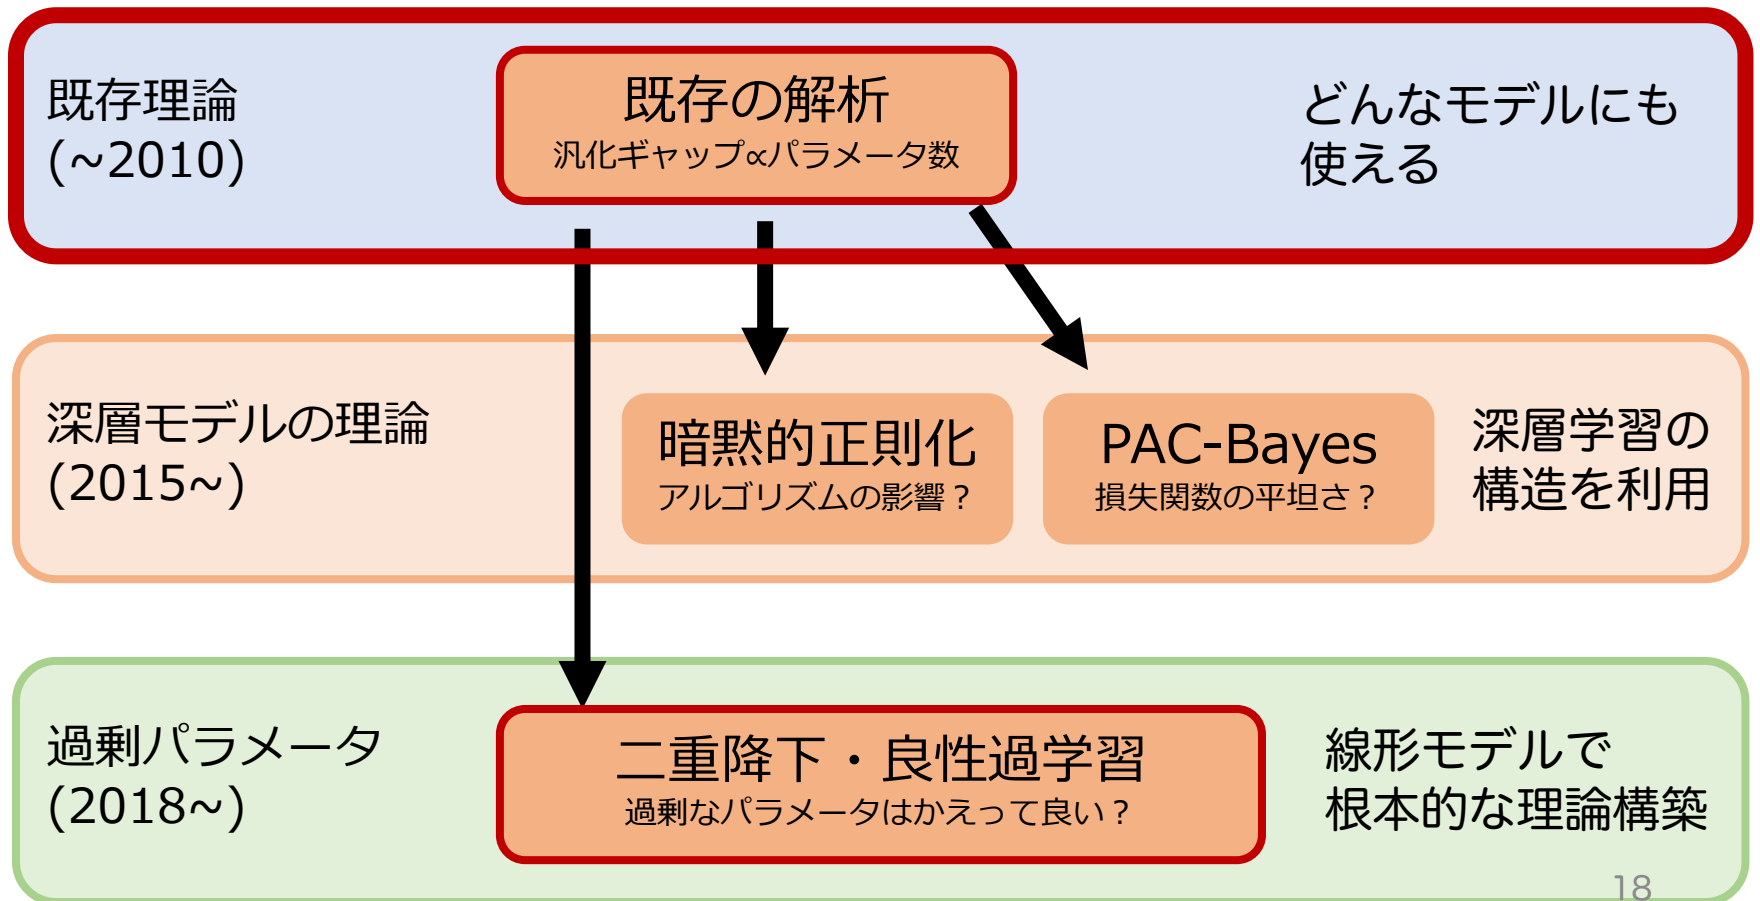 既存理論
(~2010)
既存の解析
汎化ギャップ∝パラメータ数
どんなモデルにも
使える
深層モデルの理論
(2015~)
暗黙的正則化
アルゴリズムの影響？
PAC-Bayes
損失関数の平坦さ？
深層学習の
構造を利用
過剰パラメータ
(2018~)
二重降下・良性過学習
過剰なパラメータはかえって良い？
線形モデルで
根本的な理論構築
18